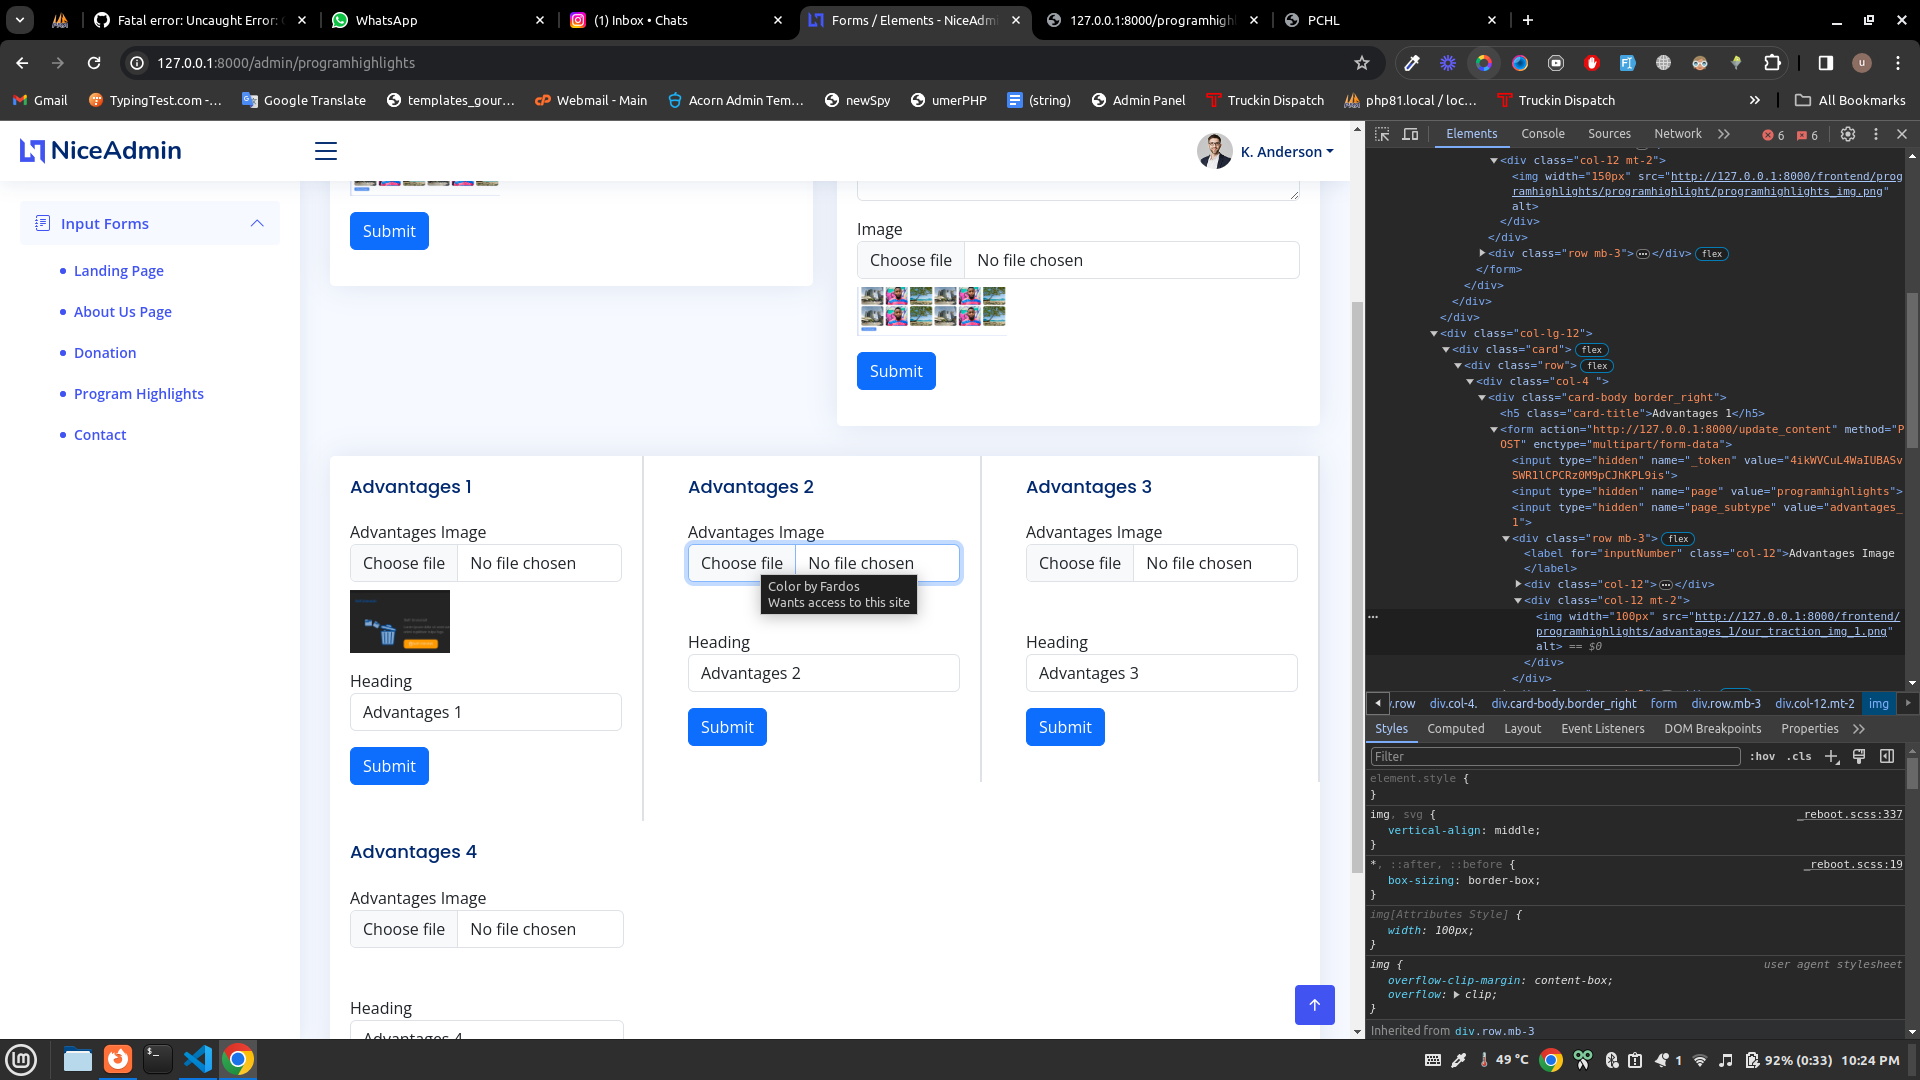 Fatal error: Uncaught Error: C
WhatsApp
(1) Inbox • Chats
Forms / Elements - NiceAdmi
127.0.0.1:8000/programhighl
PCHL
127.0.0.1:8000/admin/programhighlights
Gmail
TypingTest.com -...
Google Translate
templates_gour...
Webmail - Main
Acorn Admin Tem...
newSpy
umerPHP
(string)
Admin Panel
Truckin Dispatch
php81.local / loc...
Truckin Dispatch
All Bookmarks
NiceAdmin
K. Anderson
Input Forms
Landing Page
About Us Page
Donation
Program Highlights
Contact
Submit
Image
Choose file No file chosen
Submit
Advantages 1
Advantages Image
Choose file No file chosen
Heading
Advantages 1
Submit
Advantages 2
Advantages Image
Choose file No file chosen
Color by Fardos
Wants access to this site
Heading
Advantages 2
Submit
Advantages 3
Advantages Image
Choose file No file chosen
Heading
Advantages 3
Submit
Advantages 4
Advantages Image
Choose file No file chosen
Heading
Advantages 4
Elements Console Sources Network 6 6
<div class="col-12 mt-2">
<img width="150px" src="http://127.0.0.1:8000/frontend/prog
ramhighlights/programhighlight/programhighlights_img.png"
alt>
</div>
</div>
<div class="row mb-3"> </div> flex
</form>
</div>
</div>
</div>
<div class="col-lg-12">
<div class="card"> flex
<div class="row"> flex
<div class="col-4 ">
<div class="card-body border_right">
<h5 class="card-title">Advantages 1</h5>
<form action="http://127.0.0.1:8000/update_content" method="P
OST" enctype="multipart/form-data">
<input type="hidden" name="_token" value="4ikWVCuL4WaIUBASv
SWR1lCPCRz0M9pCJhKPL9is">
<input type="hidden" name="page" value="programhighlights">
<input type="hidden" name="page_subtype" value="advantages_
1">
<div class="row mb-3"> flex
<label for="inputNumber" class="col-12">Advantages Image
</label>
<div class="col-12"> </div>
<div class="col-12 mt-2">
<img width="100px" src="http://127.0.0.1:8000/frontend/
programhighlights/advantages_1/our_traction_img_1.png"
alt> == $0
</div>
</div>
.row div.col-4. div.card-body.border_right form div.row.mb-3 div.col-12.mt-2 img
Styles Computed Layout Event Listeners DOM Breakpoints Properties
Filter :hov .cls
element.style {
}
img, svg { _reboot.scss:337
vertical-align: middle;
}
*, ::after, ::before { _reboot.scss:19
box-sizing: border-box;
}
img[Attributes Style] {
width: 100px;
}
img { user agent stylesheet
overflow-clip-margin: content-box;
overflow: clip;
}
Inherited from div.row.mb-3
49 °C
1
92% (0:33)
10:24 PM